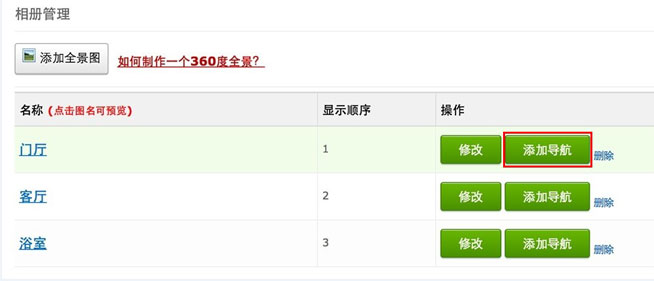 相册管理
添加全景图 如何制作一个360度全景?
名称 (点击图名可预览) 显示顺序 操作
门厅 1 修改 添加导航 删除
客厅 2 修改 添加导航 删除
浴室 3 修改 添加导航 删除